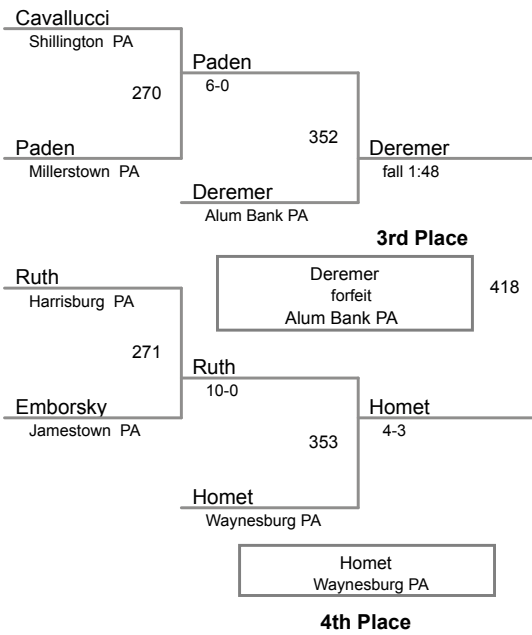 Cavallucci
Shillington PA
Paden
270
6-0
352
Paden
Deremer
Millerstown PA
fall 1:48
Deremer
Alum Bank PA
3rd Place
Ruth
Deremer
418
Harrisburg PA
forfeit
Alum Bank PA
271
Ruth
10-0
Emborsky
Homet
Jamestown PA
4-3
353
Homet
Waynesburg PA
Homet
Waynesburg PA
4th Place